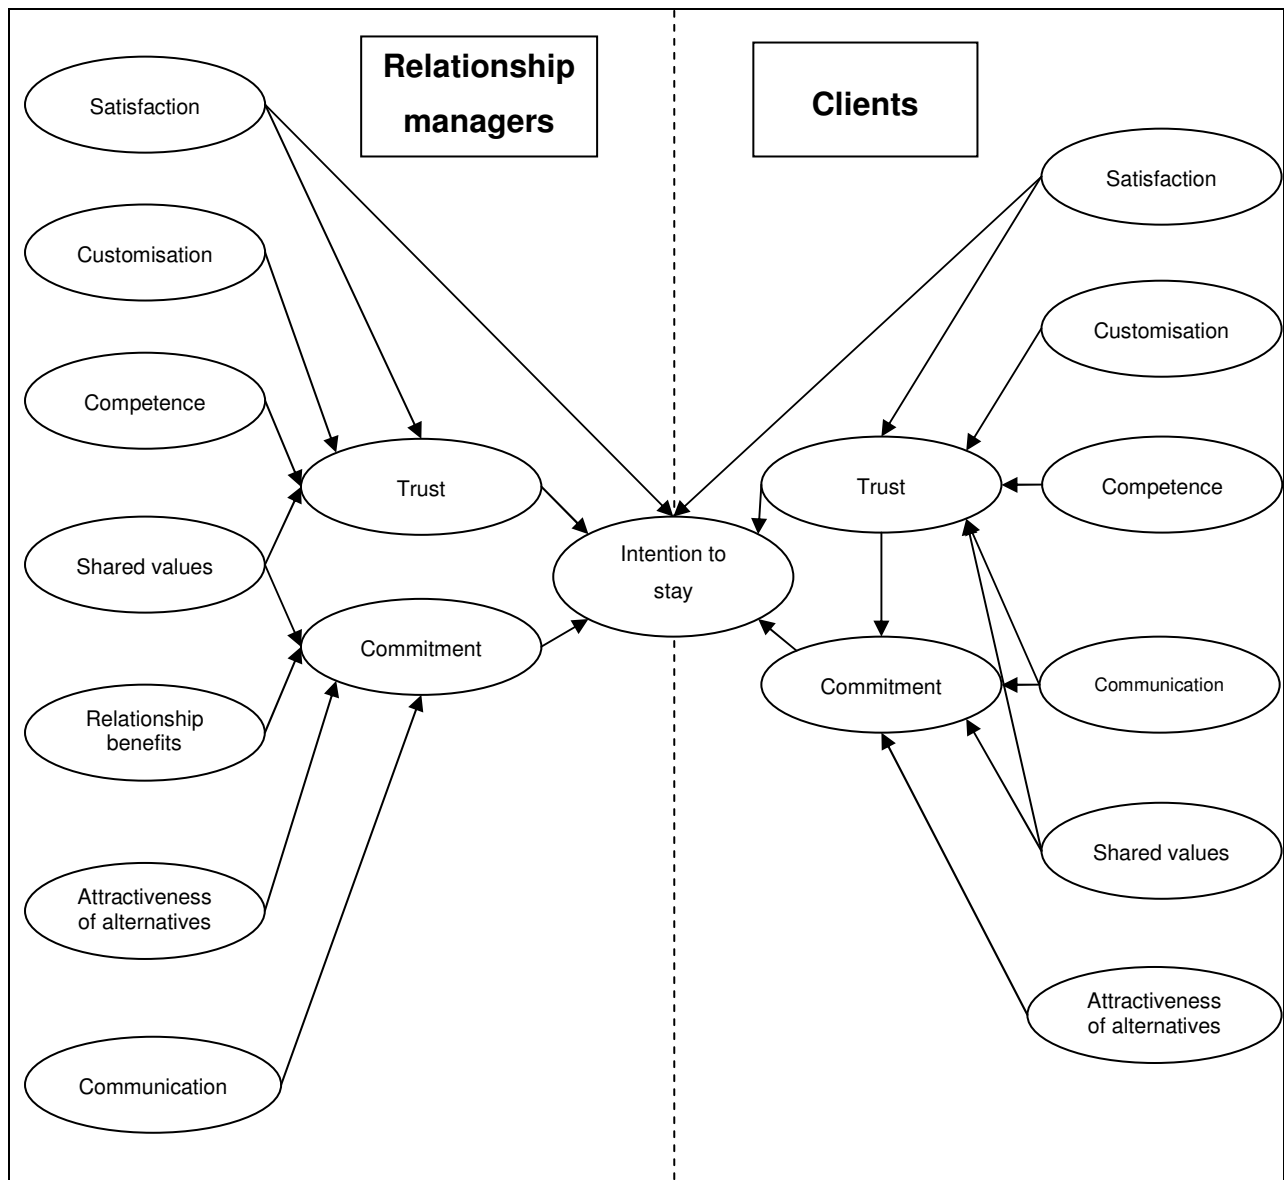 Relationship
managers
Clients
Satisfaction
Customisation
Competence
Shared values
Relationship
benefits
Attractiveness
of alternatives
Communication
Trust
Commitment
Intention to
stay
Trust
Commitment
Satisfaction
Customisation
Competence
Communication
Shared values
Attractiveness
of alternatives